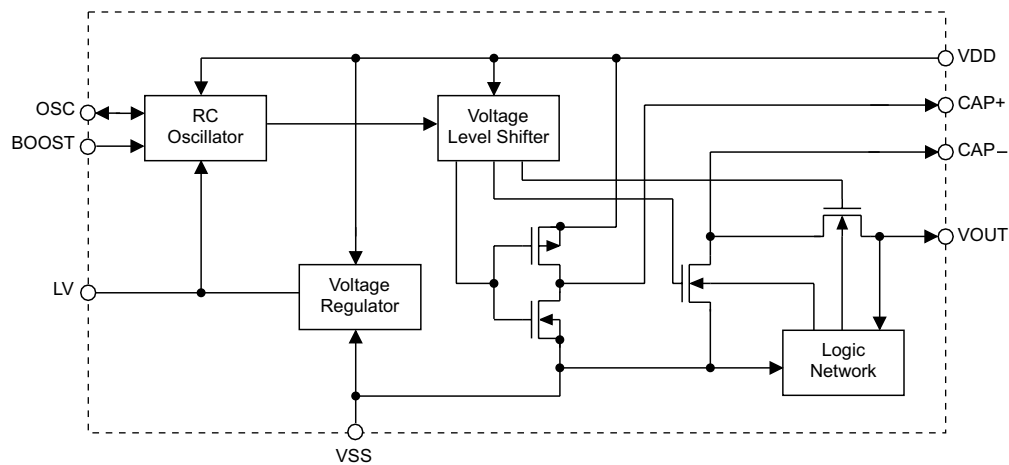 VDD
OSC
BOOST
RC
Oscillator
Voltage
Level Shifter
CAP+
CAP–
VOUT
LV
Voltage
Regulator
Logic
Network
VSS